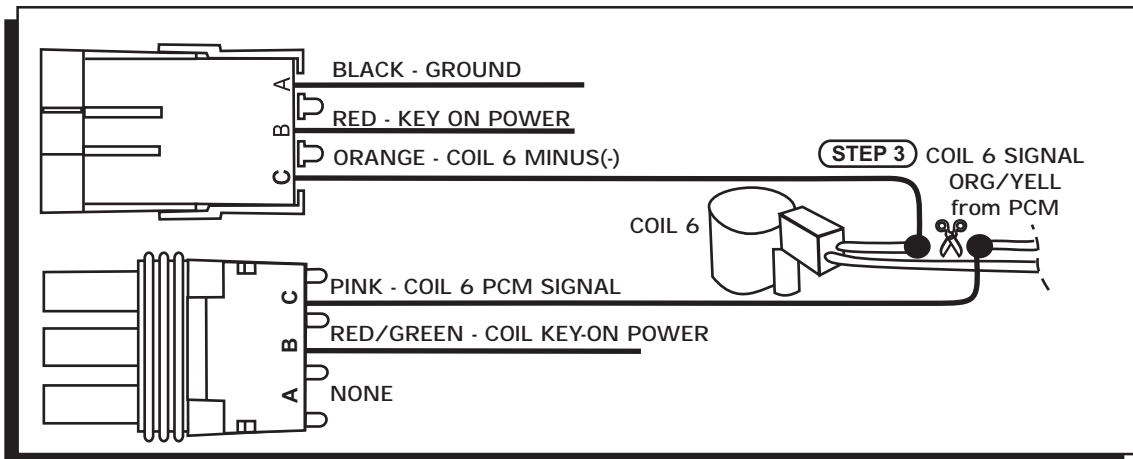 A
BLACK - GROUND
B
RED - KEY ON POWER
C
ORANGE - COIL 6 MINUS(-)
STEP 3
COIL 6 SIGNAL
ORG/YELL
from PCM
COIL 6
C
PINK - COIL 6 PCM SIGNAL
B
RED/GREEN - COIL KEY-ON POWER
A
NONE